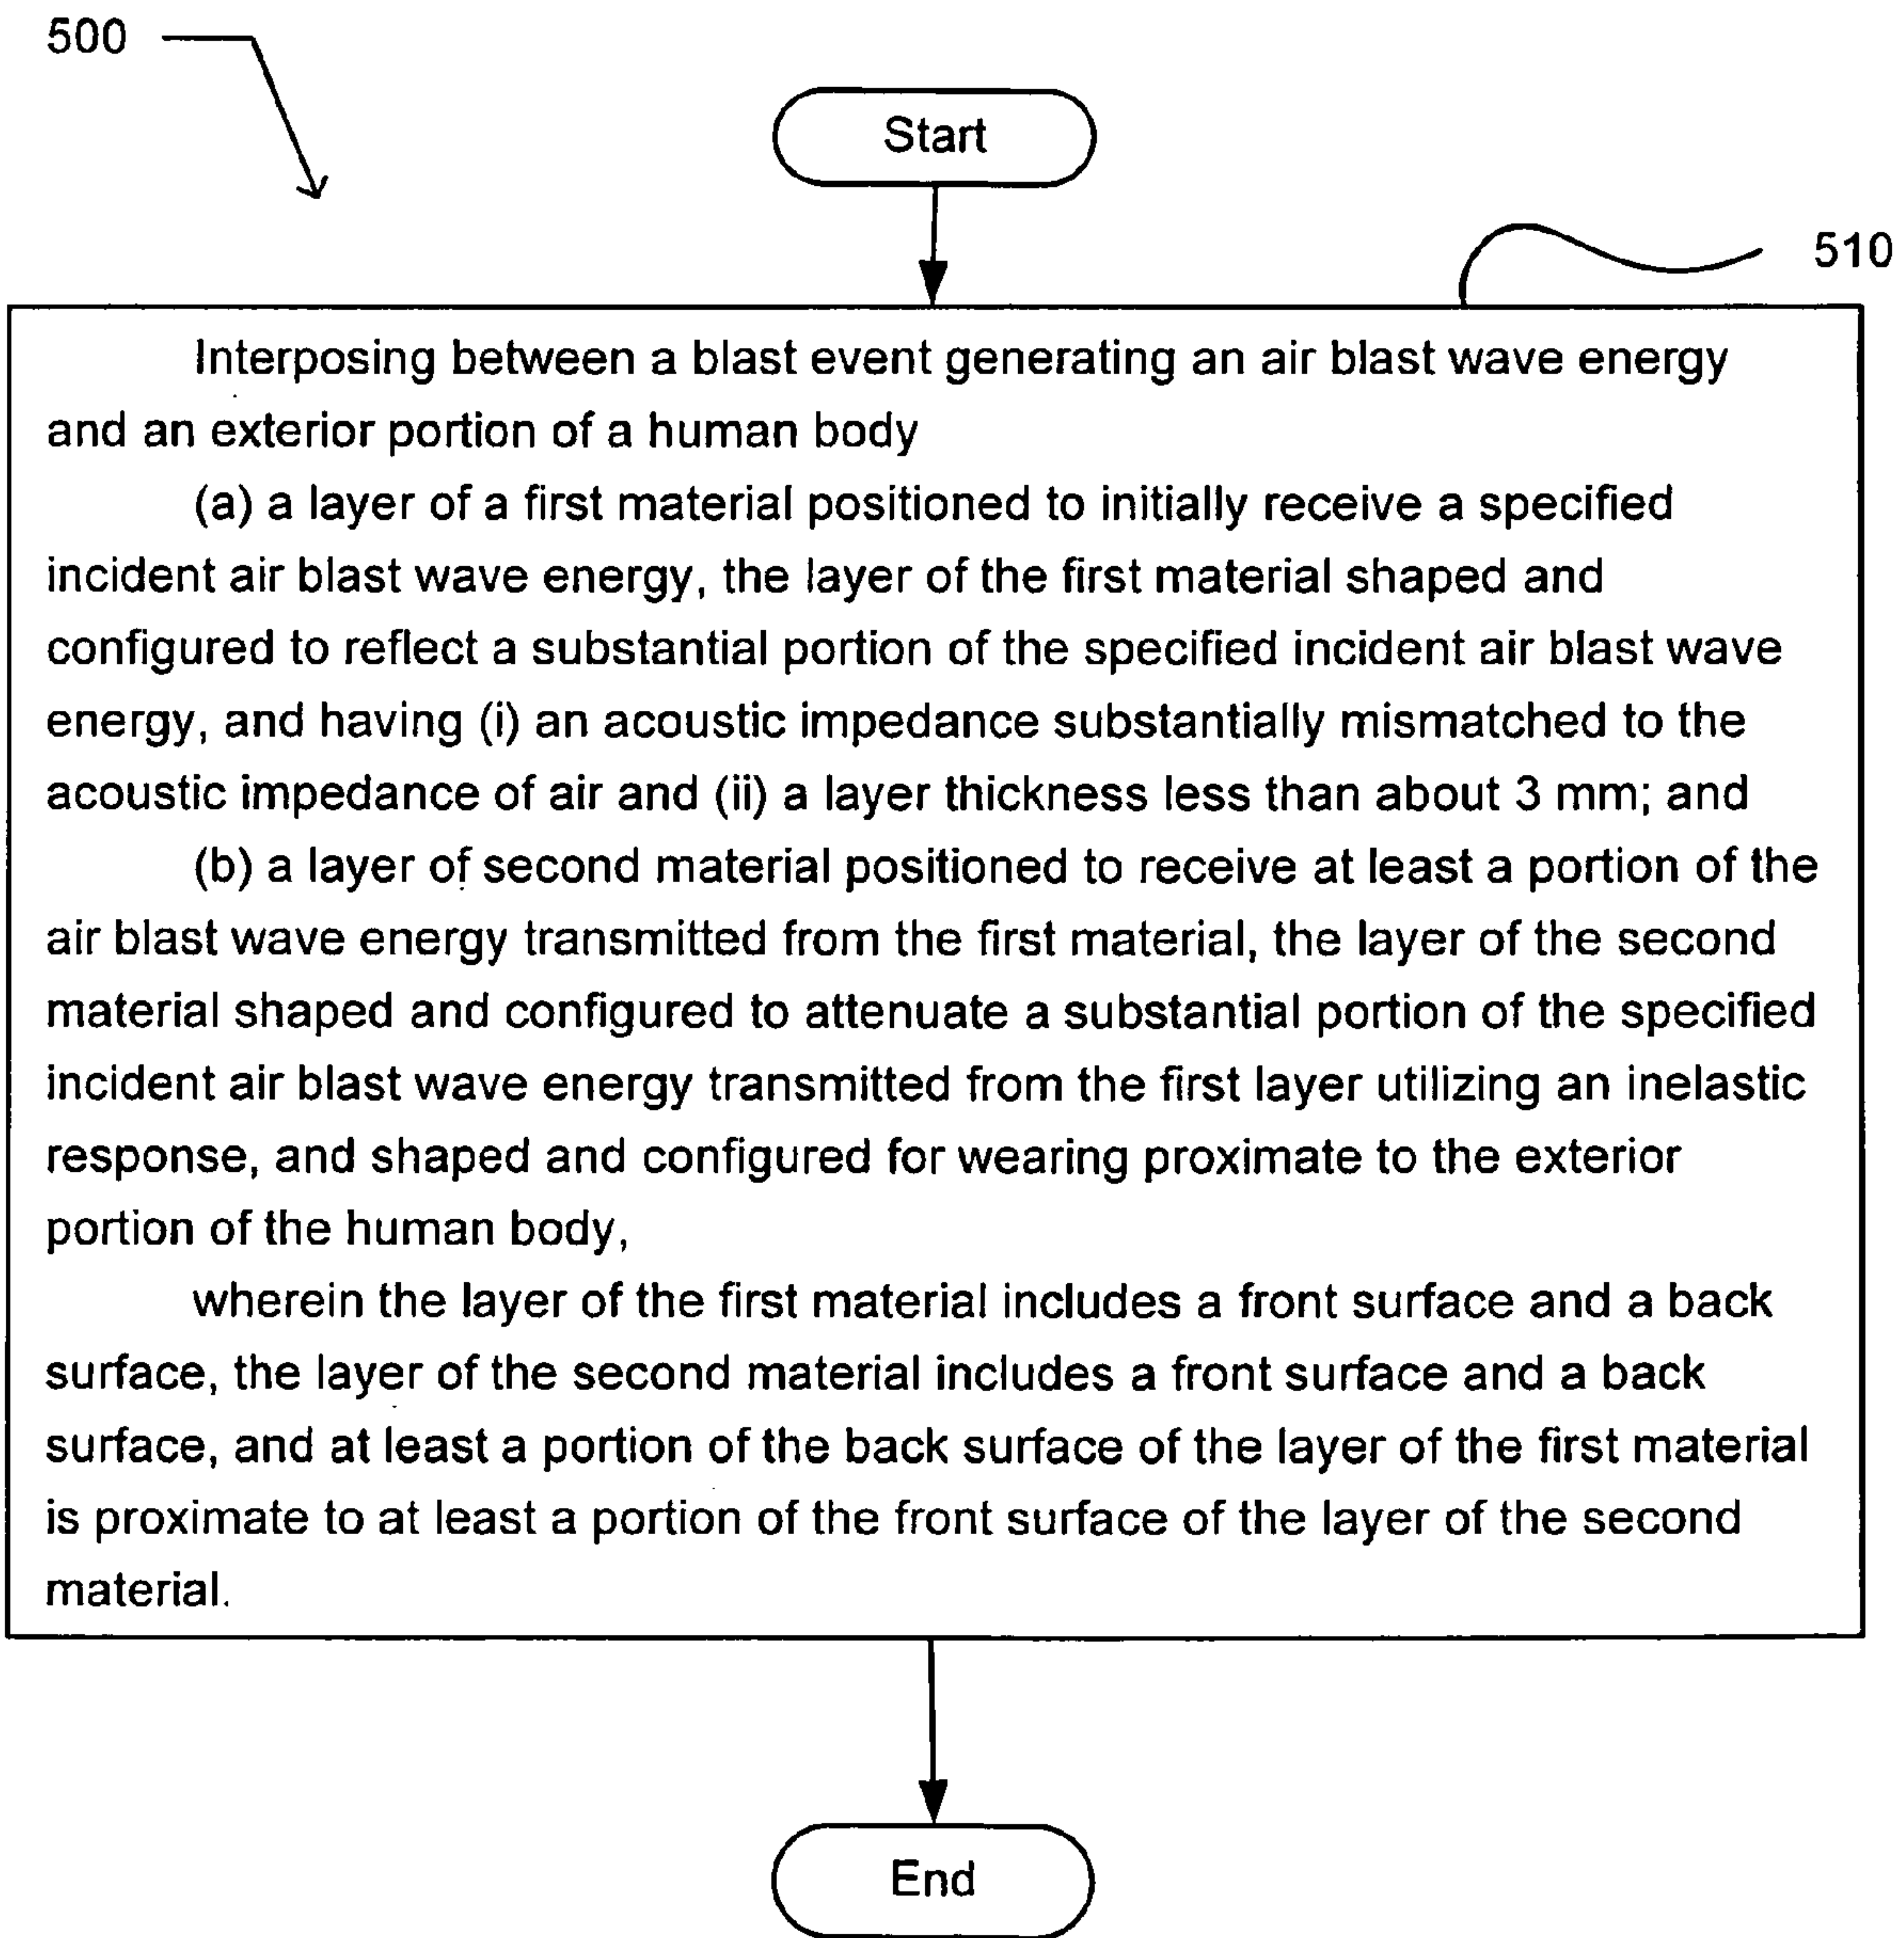 500
Start
510
Interposing between a blast event generating an air blast wave energy
and an exterior portion of a human body
(a) a layer of a first material positioned to initially receive a specified
incident air blast wave energy, the layer of the first material shaped and
configured to reflect a substantial portion of the specified incident air blast wave
energy, and having (i) an acoustic impedance substantially mismatched to the
acoustic impedance of air and (ii) a layer thickness less than about 3 mm; and
(b) a layer of second material positioned to receive at least a portion of the
air blast wave energy transmitted from the first material, the layer of the second
material shaped and configured to attenuate a substantial portion of the specified
incident air blast wave energy transmitted from the first layer utilizing an inelastic
response, and shaped and configured for wearing proximate to the exterior
portion of the human body,
wherein the layer of the first material includes a front surface and a back
surface, the layer of the second material includes a front surface and a back
surface, and at least a portion of the back surface of the layer of the first material
is proximate to at least a portion of the front surface of the layer of the second
material.
End